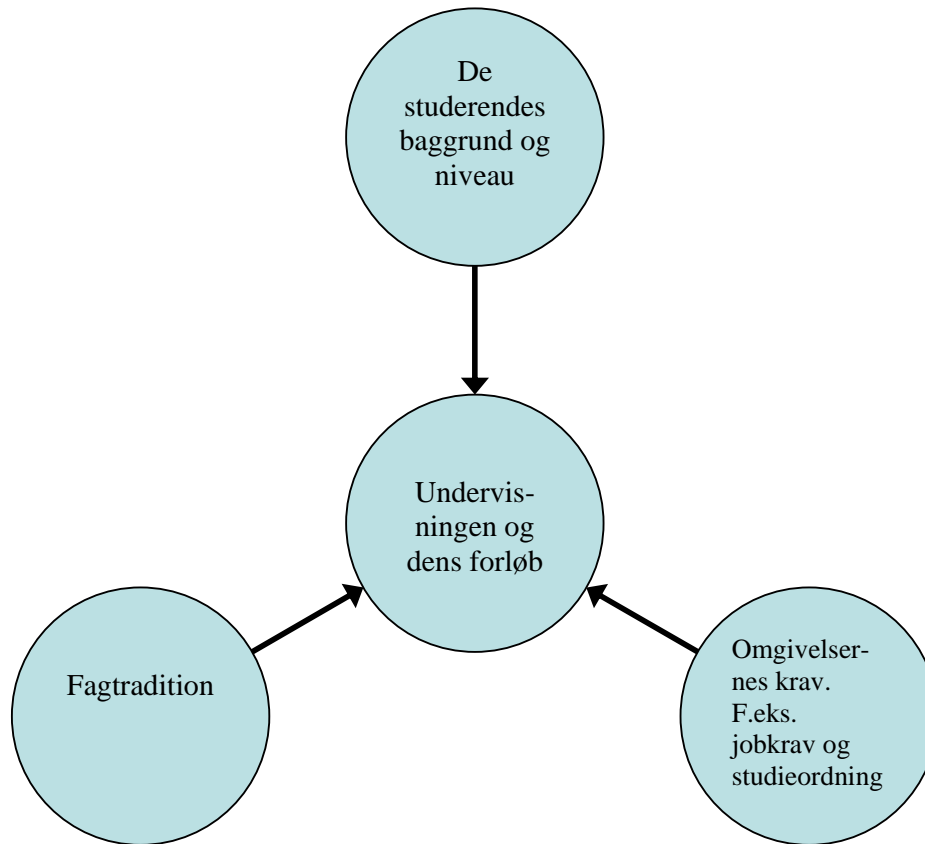 De
studerendes
baggrund og
niveau
Undervis-
ningen og
dens forløb
Fagtradition
Omgivelser-
nes krav.
F.eks.
jobkrav og
studieordning